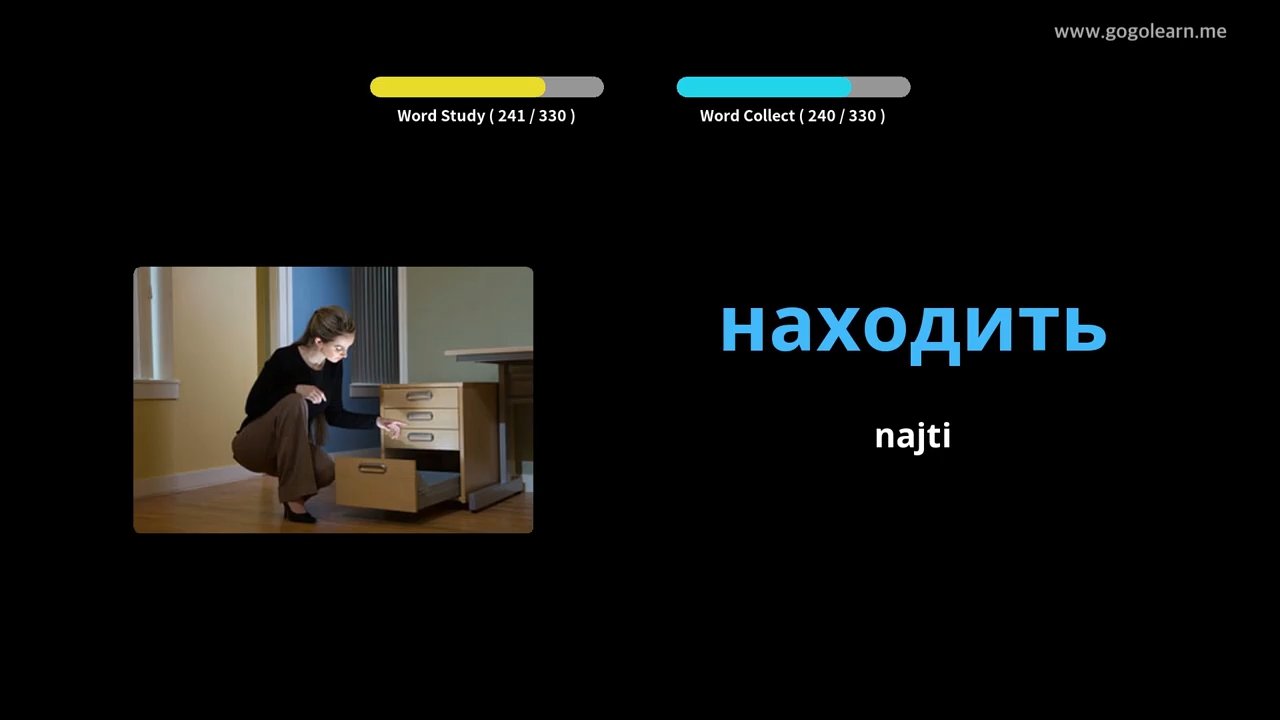 www.gogolearn.me
Word Study ( 241 / 330 )
Word Collect ( 240 / 330 )
находить
najti